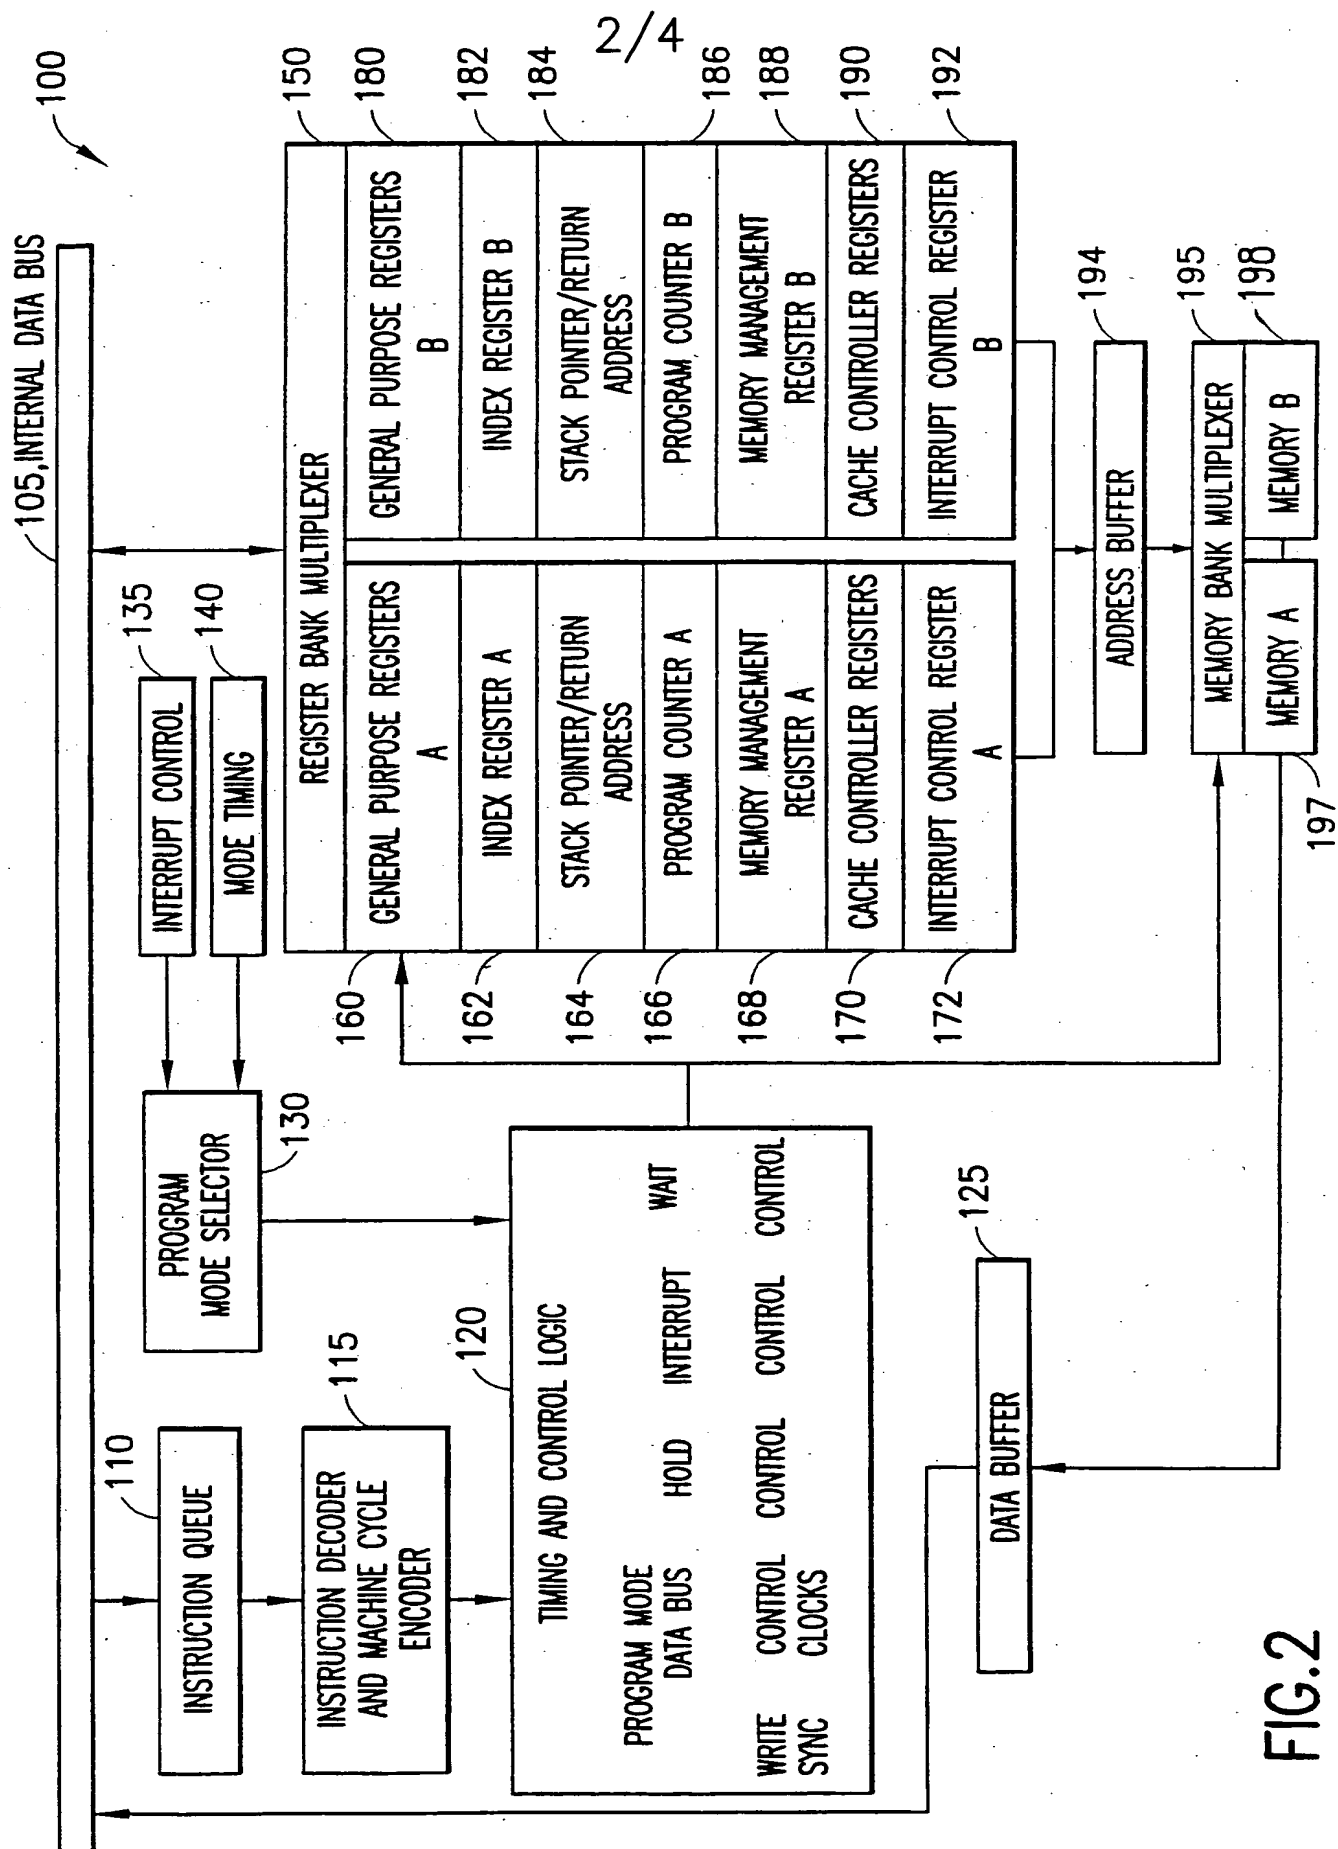 2/4
100
105,INTERNAL DATA BUS
110
INSTRUCTION QUEUE
115
INSTRUCTION DECODER
AND MACHINE CYCLE
ENCODER
PROGRAM
MODE SELECTOR
130
INTERRUPT CONTROL
135
MODE TIMING
140
120
TIMING AND CONTROL LOGIC
PROGRAM MODE
DATA BUS HOLD INTERRUPT WAIT
WRITE CONTROL CONTROL CONTROL CONTROL
SYNC CLOCKS
125
DATA BUFFER
REGISTER BANK MULTIPLEXER
150
160
GENERAL PURPOSE REGISTERS
A
GENERAL PURPOSE REGISTERS
B
180
162
INDEX REGISTER A
INDEX REGISTER B
182
164
STACK POINTER/RETURN
ADDRESS
STACK POINTER/RETURN
ADDRESS
184
166
PROGRAM COUNTER A
PROGRAM COUNTER B
186
168
MEMORY MANAGEMENT
REGISTER A
MEMORY MANAGEMENT
REGISTER B
188
170
CACHE CONTROLLER REGISTERS
CACHE CONTROLLER REGISTERS
190
172
INTERRUPT CONTROL REGISTER
A
INTERRUPT CONTROL REGISTER
B
192
ADDRESS BUFFER
194
MEMORY BANK MULTIPLEXER
195
MEMORY A
197
MEMORY B
198
FIG.2